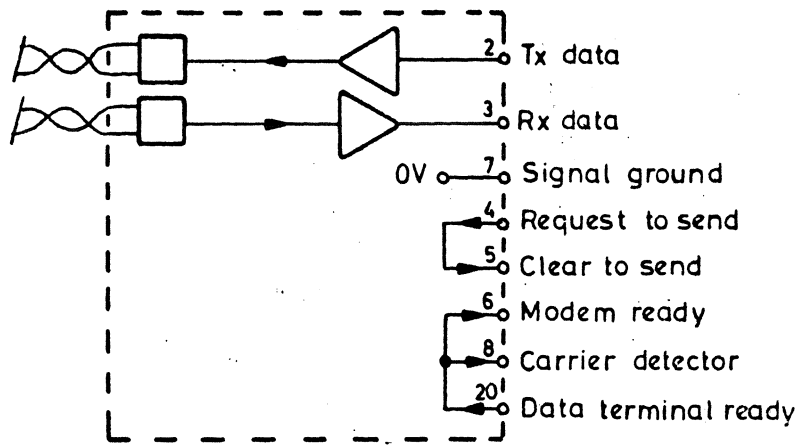 2 Tx data
3 Rx data
0V 7 Signal ground
4 Request to send
5 Clear to send
6 Modem ready
8 Carrier detector
20 Data terminal ready